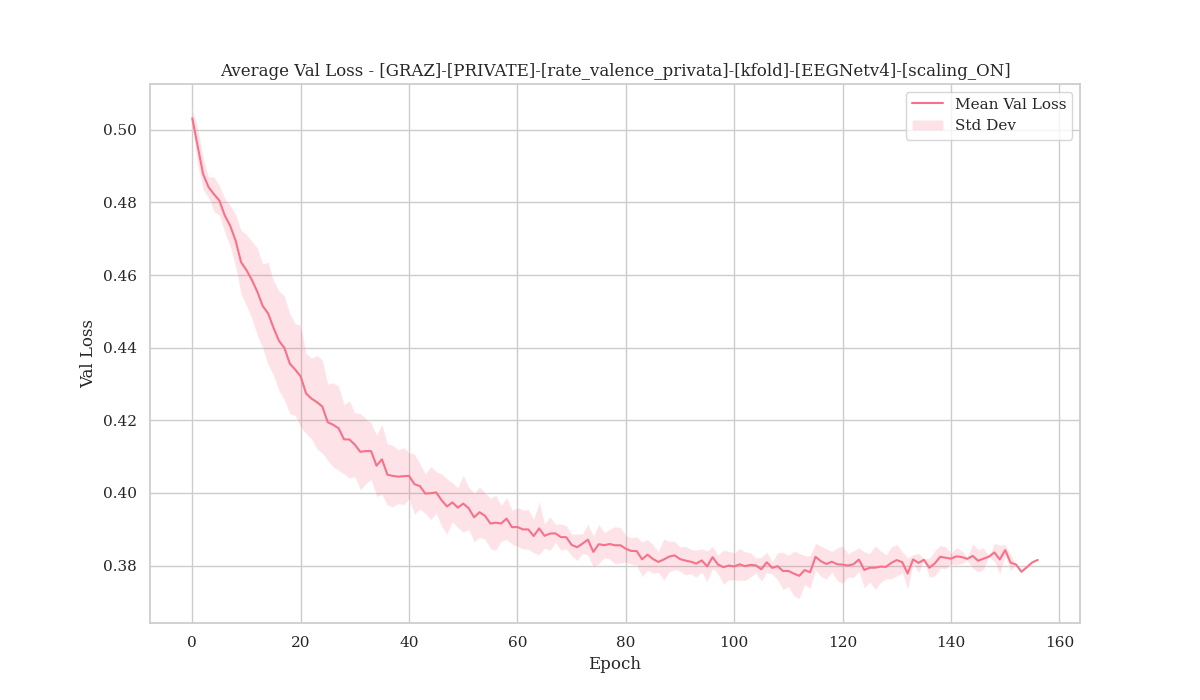 Average Val Loss - [GRAZ]-[PRIVATE]-[rate_valence_privata]-[kfold]-[EEGNetv4]-[scaling_ON]
Mean Val Loss
Std Dev
0.50
0.48
0.46
0.44
0.42
0.40
0.38
Val Loss
0 20 40 60 80 100 120 140 160
Epoch